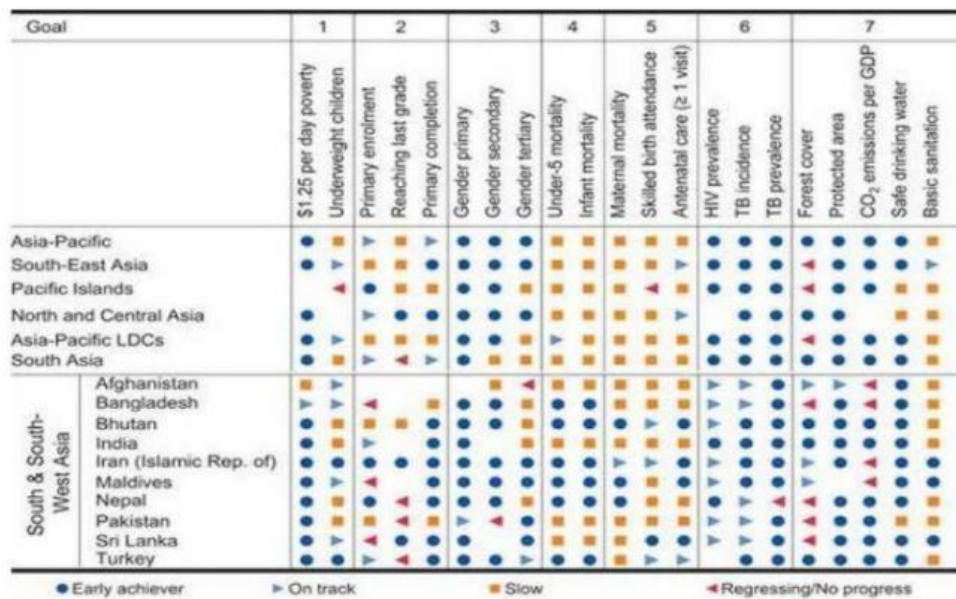 Goal 1 2 3 4 5 6 7
$1.25 per day poverty
Underweight children
Primary enrolment
Reaching last grade
Primary completion
Gender primary
Gender secondary
Gender tertiary
Under-5 mortality
Infant mortality
Maternal mortality
Skilled birth attendance
Antenatal care (≥ 1 visit)
HIV prevalence
TB incidence
TB prevalence
Forest cover
Protected area
CO₂ emissions per GDP
Safe drinking water
Basic sanitation
Asia-Pacific
South-East Asia
Pacific Islands
North and Central Asia
Asia-Pacific LDCs
South Asia
South & South-
West Asia
Afghanistan
Bangladesh
Bhutan
India
Iran (Islamic Rep. of)
Maldives
Nepal
Pakistan
Sri Lanka
Turkey
Early achiever On track Slow Regressing/No progress